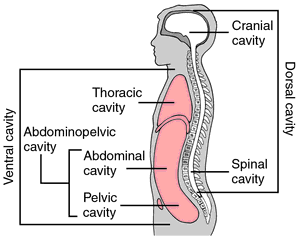 Cranial
cavity
Dorsal cavity
Thoracic
cavity
Ventral cavity
Abdominopelvic
cavity
Abdominal
cavity
Spinal
cavity
Pelvic
cavity